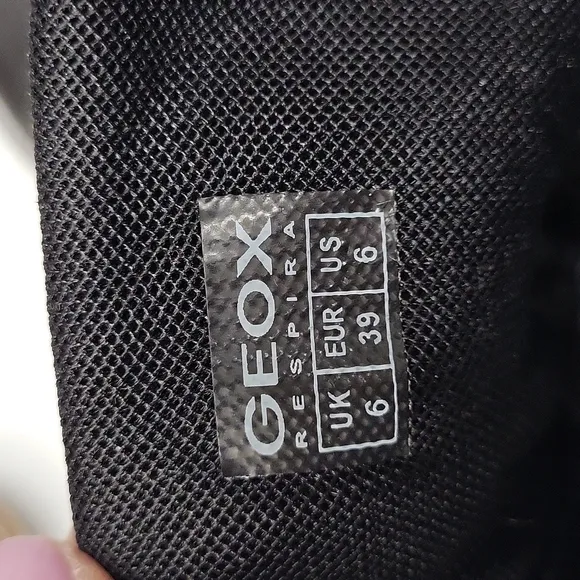 GEOX
RESPIRA
UK EUR US
6 39 6